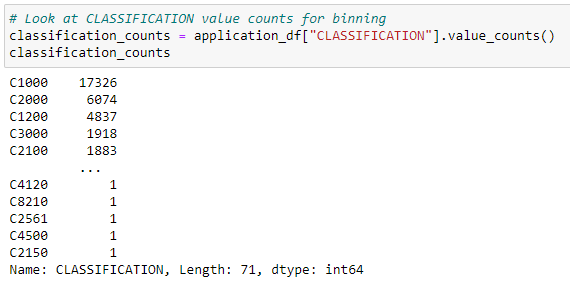 # Look at CLASSIFICATION value counts for binning
classification_counts = application_df["CLASSIFICATION"].value_counts()
classification_counts
C1000    17326
C2000     6074
C1200     4837
C3000     1918
C2100     1883
         ...
C4120        1
C8210        1
C2561        1
C4500        1
C2150        1
Name: CLASSIFICATION, Length: 71, dtype: int64